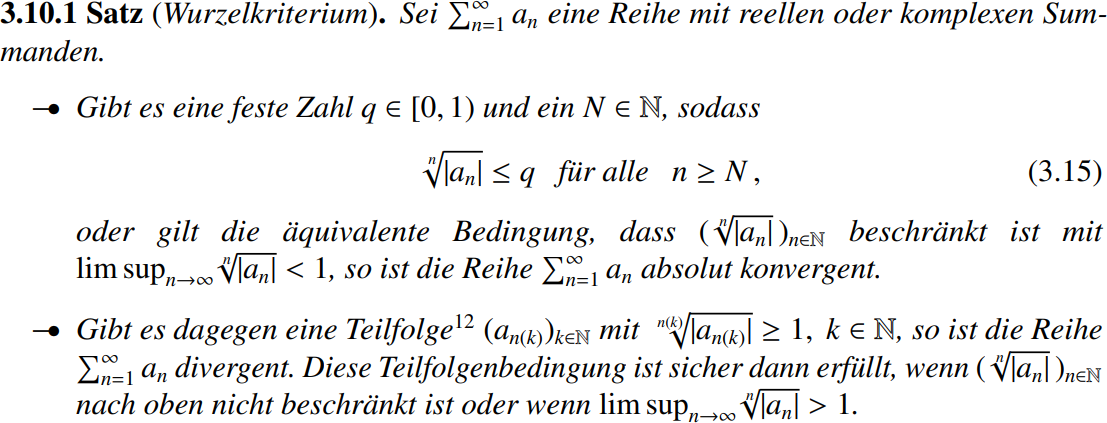 3.10.1 Satz (Wurzelkriterium). Sei ∑_{n=1}^{∞} a_n eine Reihe mit reellen oder komplexen Sum-
manden.
⊸• Gibt es eine feste Zahl q ∈ [0, 1) und ein N ∈ ℕ, sodass
ⁿ√|a_n| ≤ q für alle n ≥ N , (3.15)
oder gilt die äquivalente Bedingung, dass (ⁿ√|a_n|)_{n∈ℕ} beschränkt ist mit
lim sup_{n→∞} ⁿ√|a_n| < 1, so ist die Reihe ∑_{n=1}^{∞} a_n absolut konvergent.
⊸• Gibt es dagegen eine Teilfolge¹² (a_{n(k)})_{k∈ℕ} mit ⁿ⁽ᵏ⁾√|a_{n(k)}| ≥ 1, k ∈ ℕ, so ist die Reihe
∑_{n=1}^{∞} a_n divergent. Diese Teilfolgenbedingung ist sicher dann erfüllt, wenn (ⁿ√|a_n|)_{n∈ℕ}
nach oben nicht beschränkt ist oder wenn lim sup_{n→∞} ⁿ√|a_n| > 1.